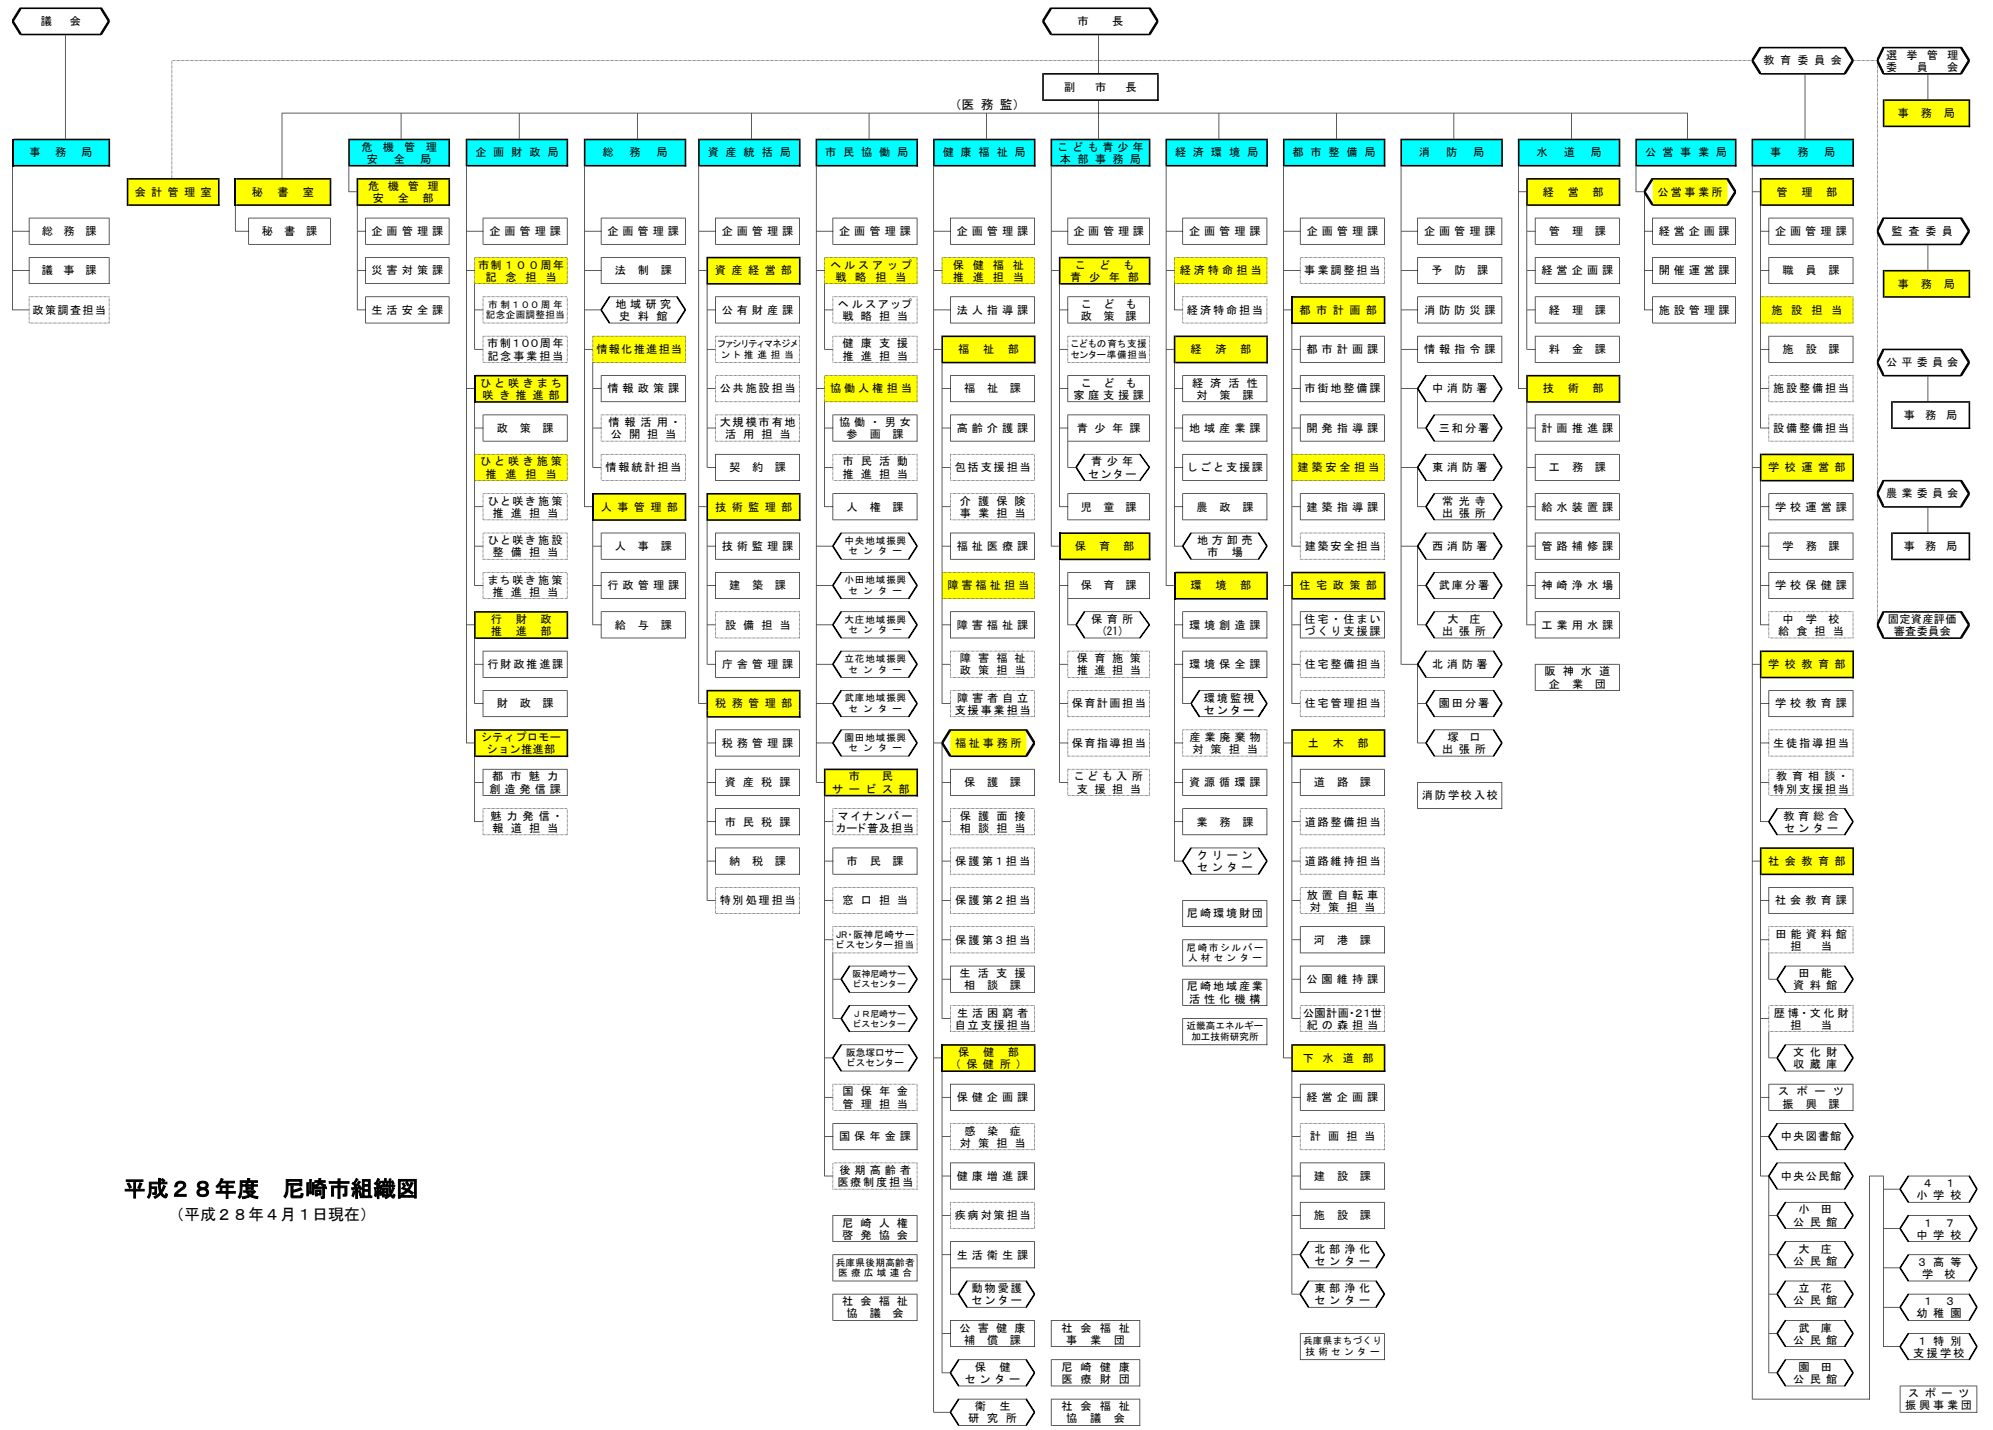 議会
市長
教育委員会
選挙管理
委員会
副市長
（医務監）
事務局
事務局
総務課
議事課
政策調査担当
会計管理室
秘書室
秘書課
危機管理
安全局
危機管理
安全部
企画管理課
災害対策課
生活安全課
企画財政局
企画管理課
市制１００周年
記念担当
市制１００周年
記念企画調整担当
市制100周年
記念事業担当
ひと咲きまち
咲き推進部
政策課
ひと咲き施策
推進担当
ひと咲き施策
推進担当
ひと咲き施設
整備担当
まち咲き施策
推進担当
行財政
推進部
行財政推進課
財政課
シティプロモー
ション推進部
都市魅力
創造発信課
魅力発信・
報道担当
総務局
企画管理課
法制課
地域研究
史料館
情報化推進担当
情報政策課
情報活用・
公開担当
情報統計担当
人事管理部
人事課
行政管理課
給与課
資産統括局
企画管理課
資産経営部
公有財産課
ファシリティマネジメ
ント推進担当
公共施設担当
大規模市有地
活用担当
契約課
技術監理部
技術監理課
建築課
設備担当
庁舎管理課
税務管理部
税務管理課
資産税課
市民税課
納税課
特別処理担当
市民協働局
企画管理課
ヘルスアップ
戦略担当
ヘルスアップ
戦略担当
健康支援
推進担当
協働人権担当
協働・男女
参画課
市民活動
推進担当
人権課
中央地域振興
センター
小田地域振興
センター
大庄地域振興
センター
立花地域振興
センター
武庫地域振興
センター
園田地域振興
センター
市民
サービス部
マイナンバー
カード普及担当
市民課
窓口担当
JR・阪神尼崎サー
ビスセンター担当
阪神尼崎サー
ビスセンター
ＪＲ尼崎サー
ビスセンター
阪急塚口サー
ビスセンター
国保年金
管理担当
国保年金課
後期高齢者
医療制度担当
尼崎人権
啓発協会
兵庫県後期高齢者
医療広域連合
社会福祉
協議会
健康福祉局
企画管理課
保健福祉
推進担当
法人指導課
福祉部
福祉課
高齢介護課
包括支援担当
介護保険
事業担当
福祉医療課
障害福祉担当
障害福祉課
障害福祉
政策担当
障害者自立
支援事業担当
福祉事務所
保護課
保護面接
相談担当
保護第１担当
保護第２担当
保護第３担当
生活支援
相談課
生活困窮者
自立支援担当
保健部
（保健所）
保健企画課
感染症
対策担当
健康増進課
疾病対策担当
生活衛生課
動物愛護
センター
公害健康
補償課
保健
センター
衛生
研究所
こども青少年
本部事務局
企画管理課
こども
青少年部
こども
政策課
こどもの育ち支援
センター準備担当
こども
家庭支援課
青少年課
青少年
センター
児童課
保育部
保育課
保育所
(21)
保育施策
推進担当
保育計画担当
保育指導担当
こども入所
支援担当
社会福祉
事業団
尼崎健康
医療財団
社会福祉
協議会
経済環境局
企画管理課
経済特命担当
経済特命担当
経済部
経済活性
対策課
地域産業課
しごと支援課
農政課
地方卸売
市場
環境部
環境創造課
環境保全課
環境監視
センター
産業廃棄物
対策担当
資源循環課
業務課
クリーン
センター
尼崎環境財団
尼崎市シルバー
人材センター
尼崎地域産業
活性化機構
近畿高エネルギー
加工技術研究所
都市整備局
企画管理課
事業調整担当
都市計画部
都市計画課
市街地整備課
開発指導課
建築安全担当
建築指導課
建築安全担当
住宅政策部
住宅・住まい
づくり支援課
住宅整備担当
住宅管理担当
土木部
道路課
道路整備担当
道路維持担当
放置自転車
対策担当
河港課
公園維持課
公園計画・21世
紀の森担当
下水道部
経営企画課
計画担当
建設課
施設課
北部浄化
センター
東部浄化
センター
兵庫県まちづくり
技術センター
消防局
企画管理課
予防課
消防防災課
情報指令課
中消防署
三和分署
東消防署
常光寺
出張所
西消防署
武庫分署
大庄
出張所
北消防署
園田分署
塚口
出張所
消防学校入校
水道局
経営部
管理課
経営企画課
経理課
料金課
技術部
計画推進課
工務課
給水装置課
管路補修課
神崎浄水場
工業用水課
阪神水道
企業団
公営事業局
公営事業所
経営企画課
開催運営課
施設管理課
事務局
管理部
企画管理課
職員課
施設担当
施設課
施設整備担当
設備整備担当
学校運営部
学校運営課
学務課
学校保健課
中学校
給食担当
学校教育部
学校教育課
生徒指導担当
教育相談・
特別支援担当
教育総合
センター
社会教育部
社会教育課
田能資料館
担当
田能
資料館
歴博・文化財
担当
文化財
収蔵庫
スポーツ
振興課
中央図書館
中央公民館
小田
公民館
大庄
公民館
立花
公民館
武庫
公民館
園田
公民館
監査委員
事務局
公平委員会
事務局
農業委員会
事務局
固定資産評価
審査委員会
４１
小学校
１７
中学校
３高等
学校
１３
幼稚園
１特別
支援学校
スポーツ
振興事業団
平成２８年度　尼崎市組織図
（平成２８年４月１日現在）